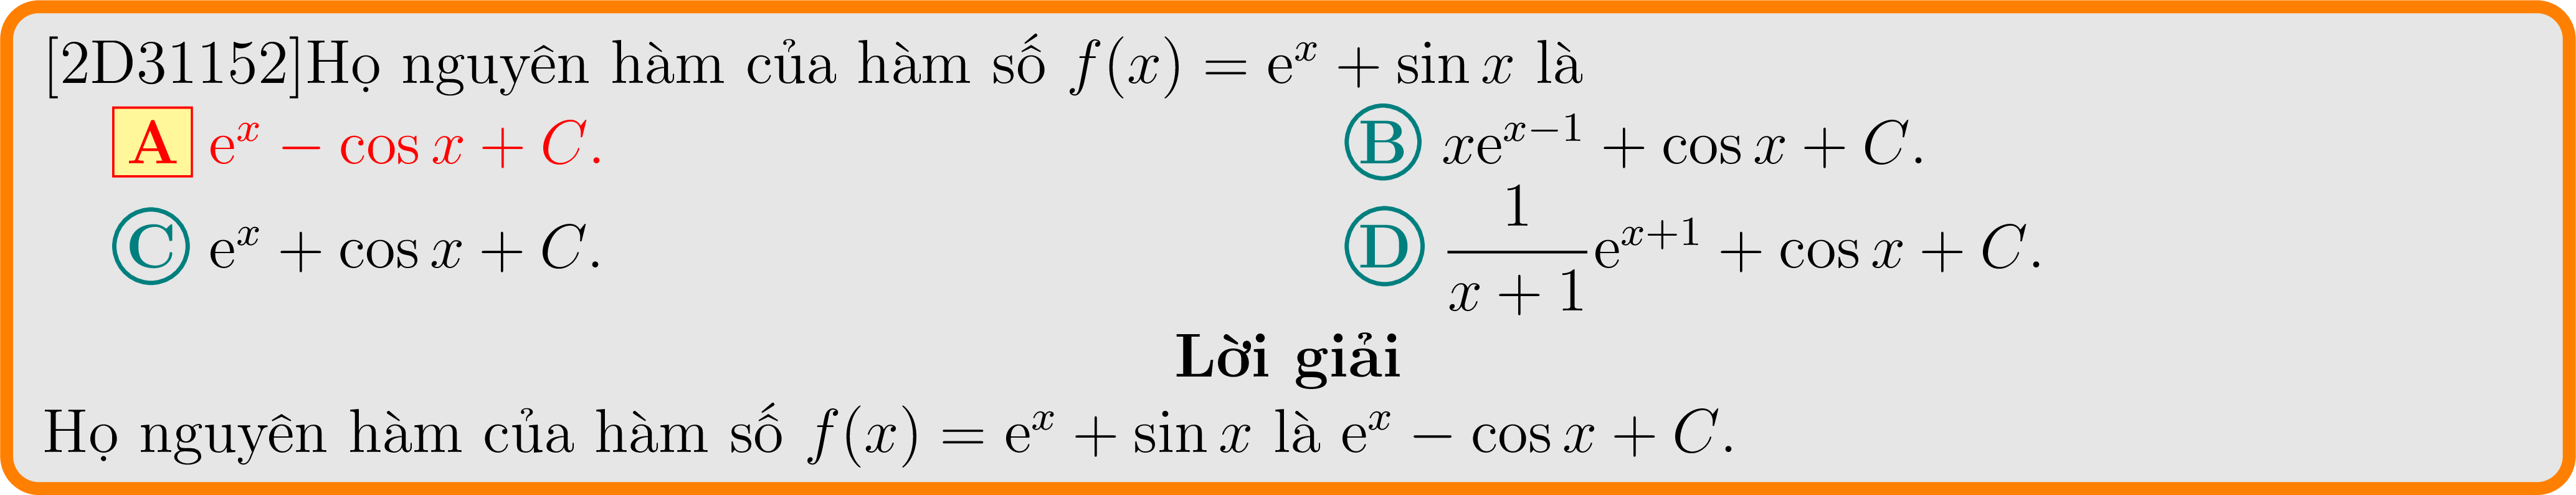 [2D31152]Họ nguyên hàm của hàm số $f(x) = \mathrm{e}^x + \sin x$ là
A $\mathrm{e}^x - \cos x + C$. B $x\mathrm{e}^{x-1} + \cos x + C$.
C $\mathrm{e}^x + \cos x + C$. D $\dfrac{1}{x+1}\mathrm{e}^{x+1} + \cos x + C$.
Lời giải
Họ nguyên hàm của hàm số $f(x) = \mathrm{e}^x + \sin x$ là $\mathrm{e}^x - \cos x + C$.